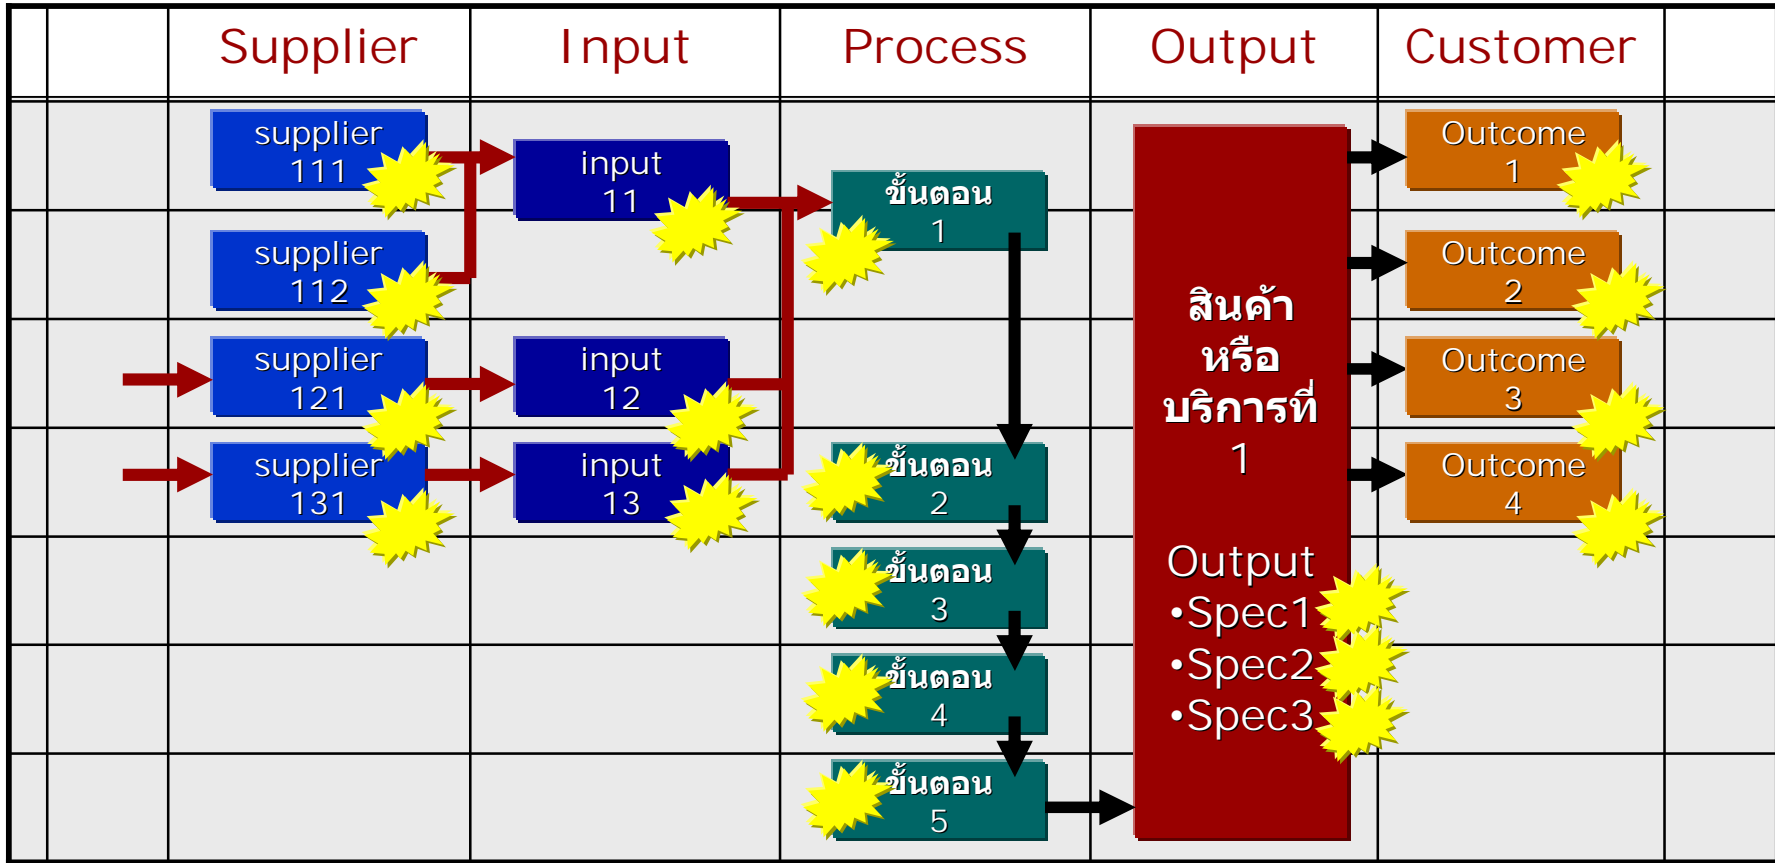 Supplier
Input
Process
Output
Customer
supplier
111
supplier
112
supplier
121
supplier
131
input
11
input
12
input
13
ขั้นตอน
1
ขั้นตอน
2
ขั้นตอน
3
ขั้นตอน
4
ขั้นตอน
5
สินค้า
หรือ
บริการที่
1
Output
•Spec1
•Spec2
•Spec3
Outcome
1
Outcome
2
Outcome
3
Outcome
4